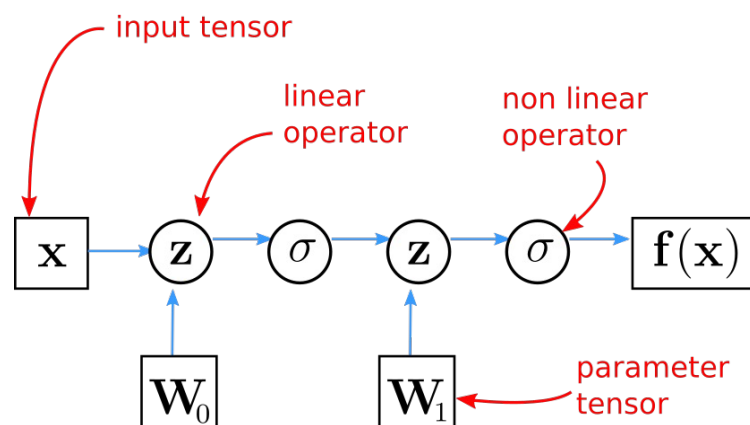 input tensor
linear
operator
non linear
operator
x
z
σ
z
σ
f(x)
W₀
W₁
parameter
tensor